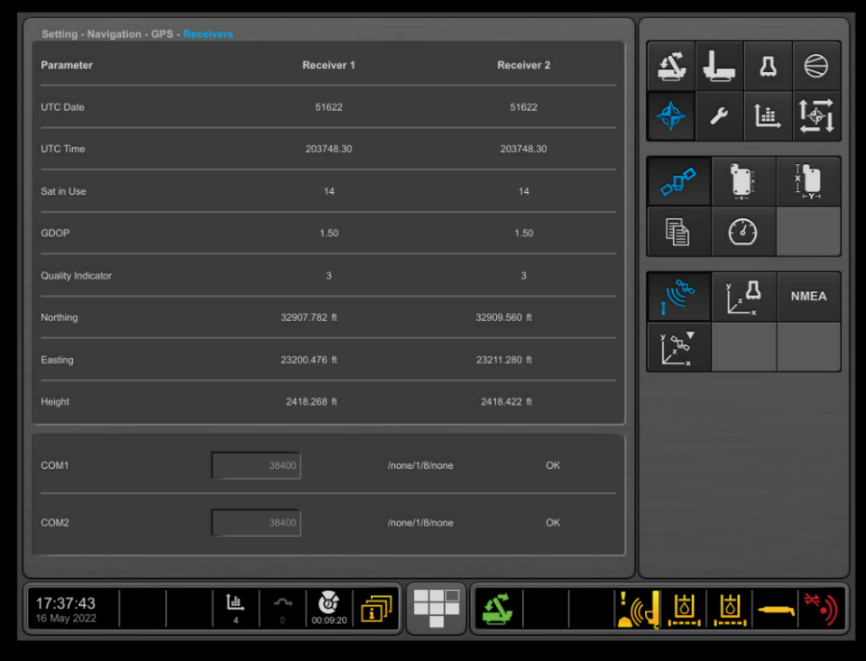 Setting - Navigation - GPS - Receivers
Parameter Receiver 1 Receiver 2
UTC Date 51622 51622
UTC Time 203748.30 203748.30
Sat in Use 14 14
GDOP 1.50 1.50
Quality Indicator 3 3
Northing 32907.782 ft 32909.560 ft
Easting 23200.476 ft 23211.280 ft
Height 2418.268 ft 2418.422 ft
COM1 38400 /none/1/8/none OK
COM2 38400 /none/1/8/none OK
X
X
Y
y
z
x
NMEA
y
z
x
17:37:43
16 May 2022
4
0
00:09:20